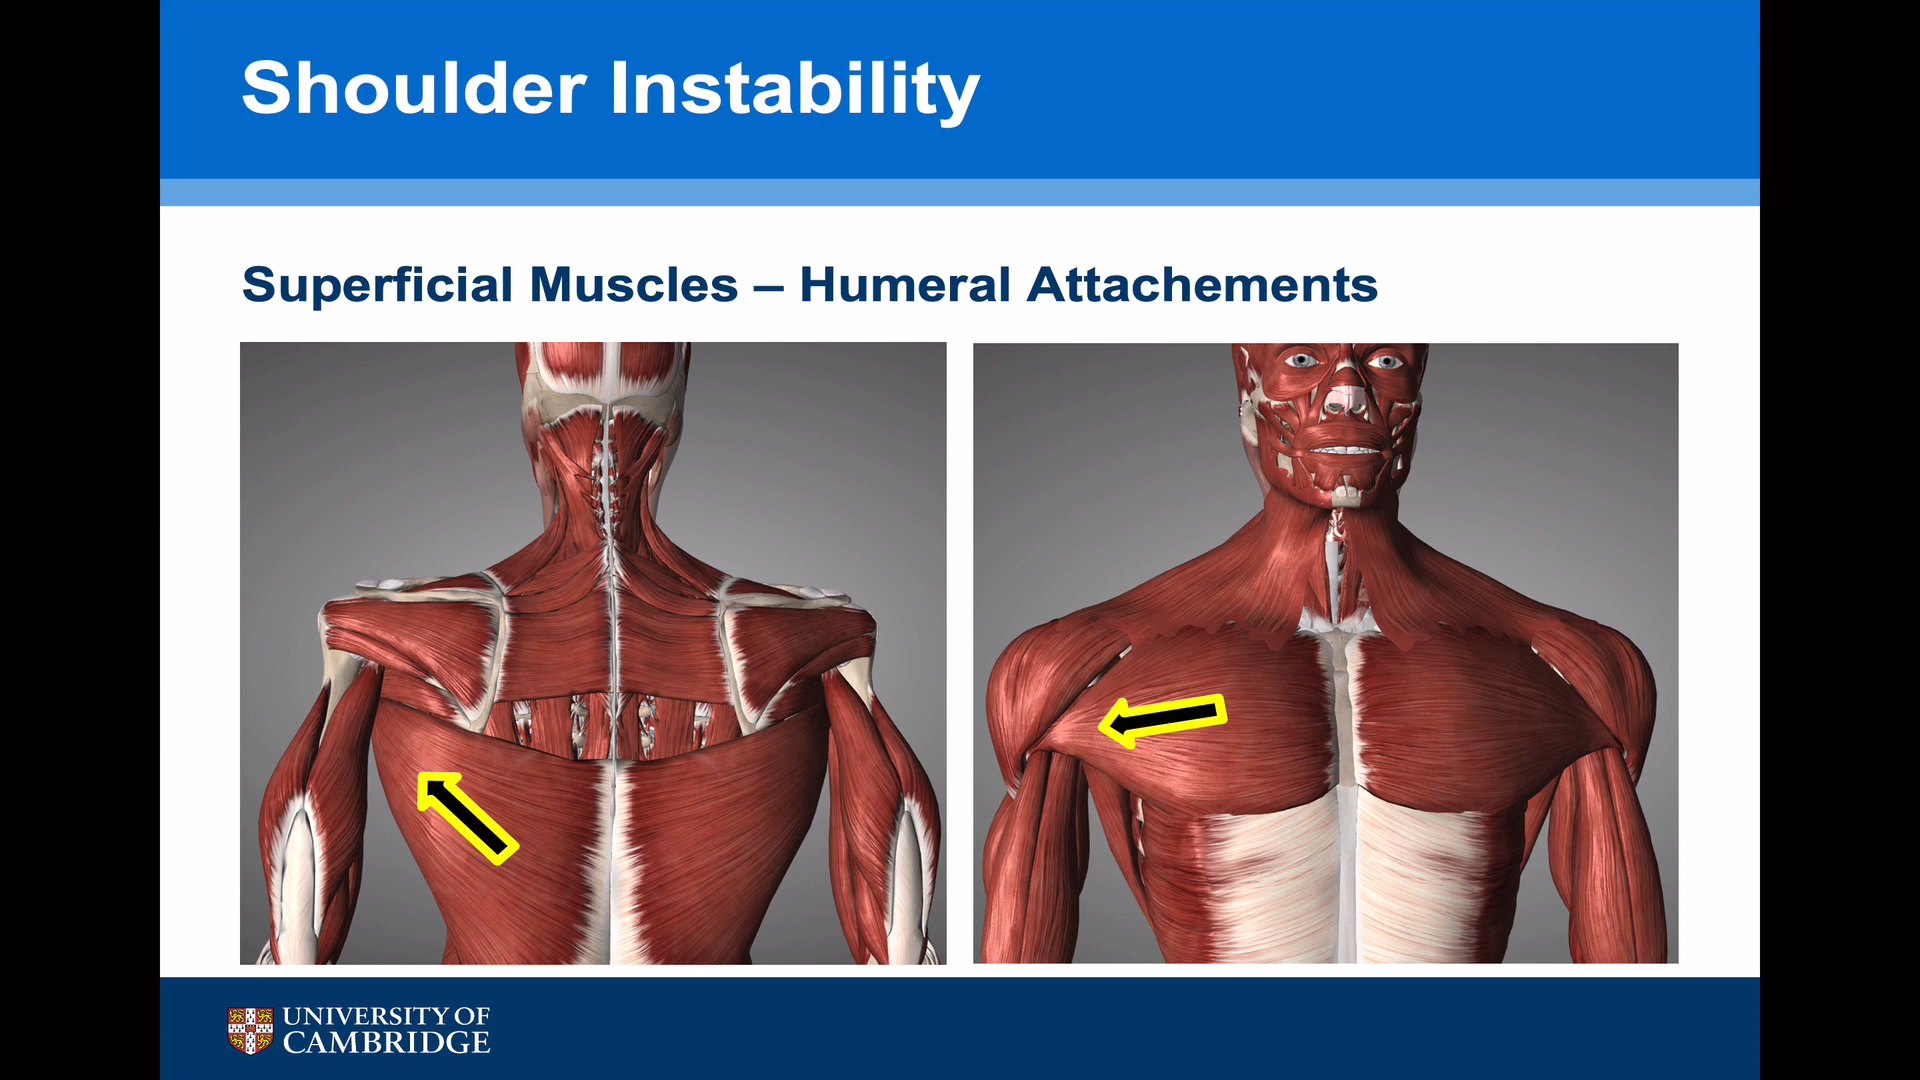 Shoulder Instability
Superficial Muscles – Humeral Attachements
UNIVERSITY OF
CAMBRIDGE